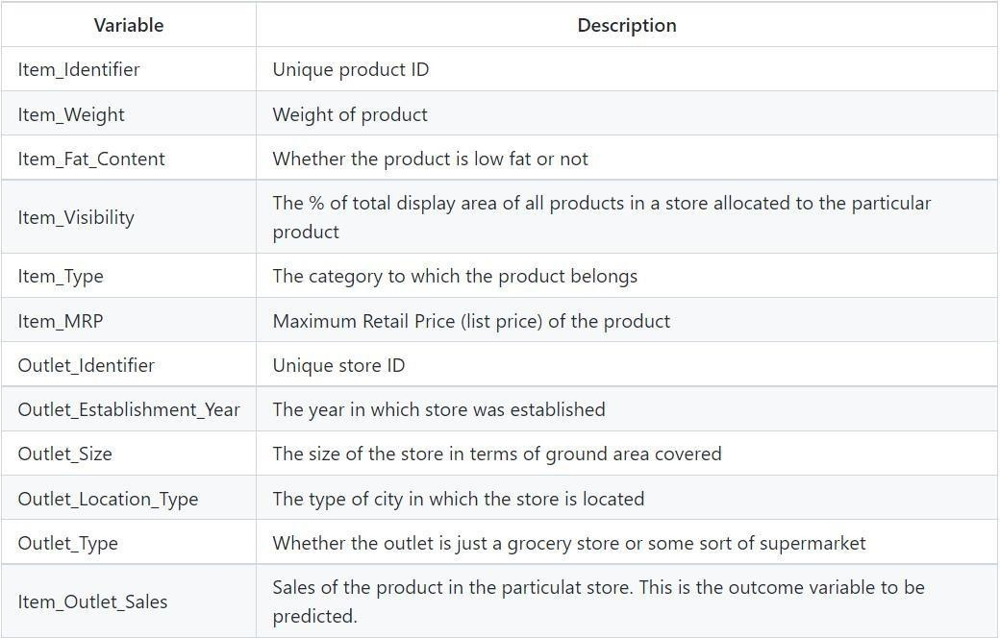 Variable Description
Item_Identifier Unique product ID
Item_Weight Weight of product
Item_Fat_Content Whether the product is low fat or not
Item_Visibility The % of total display area of all products in a store allocated to the particular
product
Item_Type The category to which the product belongs
Item_MRP Maximum Retail Price (list price) of the product
Outlet_Identifier Unique store ID
Outlet_Establishment_Year The year in which store was established
Outlet_Size The size of the store in terms of ground area covered
Outlet_Location_Type The type of city in which the store is located
Outlet_Type Whether the outlet is just a grocery store or some sort of supermarket
Item_Outlet_Sales Sales of the product in the particulat store. This is the outcome variable to be
predicted.